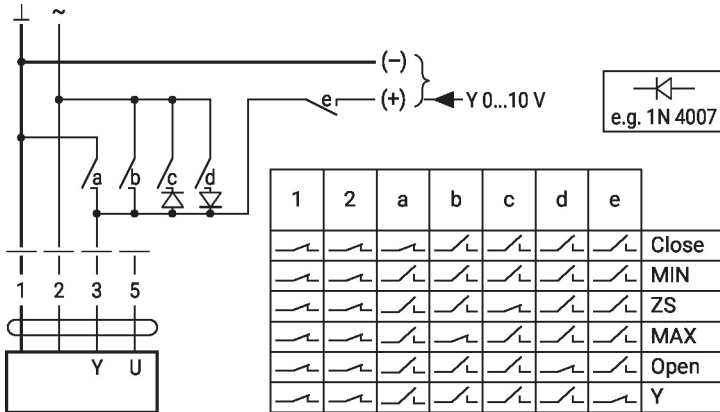 ⊥ ~
(–)
e (+) Y 0...10 V
e.g. 1N 4007
a b c d
1 2 a b c d e
Close
MIN
1 2 3 5 ZS
MAX
Y U Open
Y